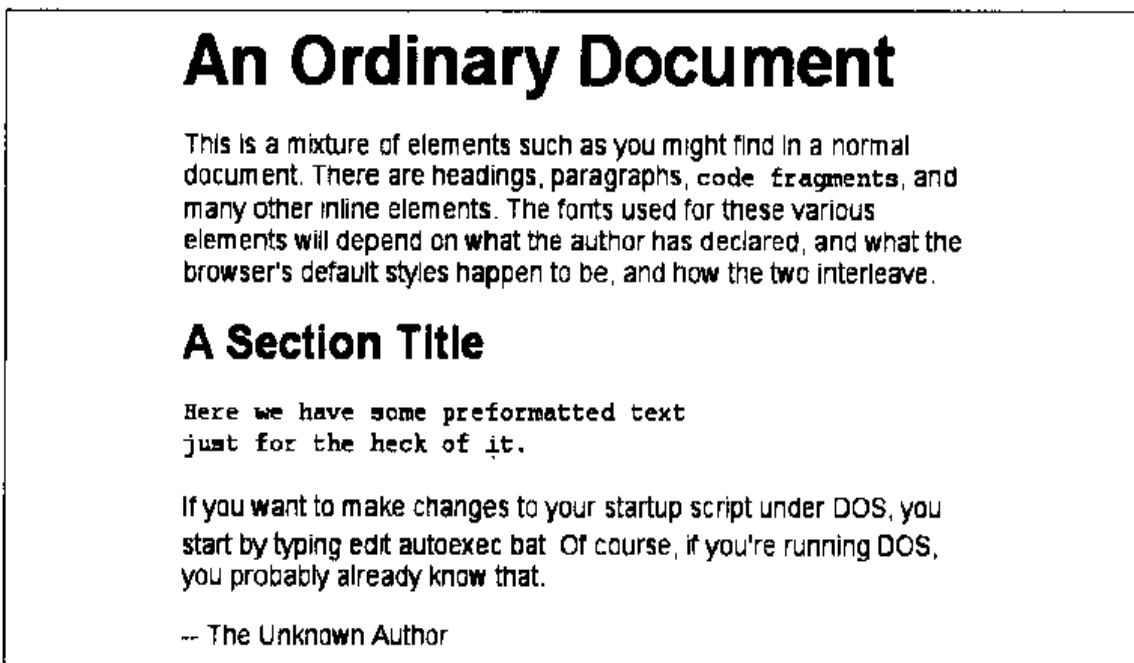 An Ordinary Document
This is a mixture of elements such as you might find in a normal
document. There are headings, paragraphs, code fragments, and
many other inline elements. The fonts used for these various
elements will depend on what the author has declared, and what the
browser's default styles happen to be, and how the two interleave.
A Section Title
Here we have some preformatted text
just for the heck of it.
If you want to make changes to your startup script under DOS, you
start by typing edit autoexec bat Of course, if you're running DOS,
you probably already know that.
-- The Unknown Author